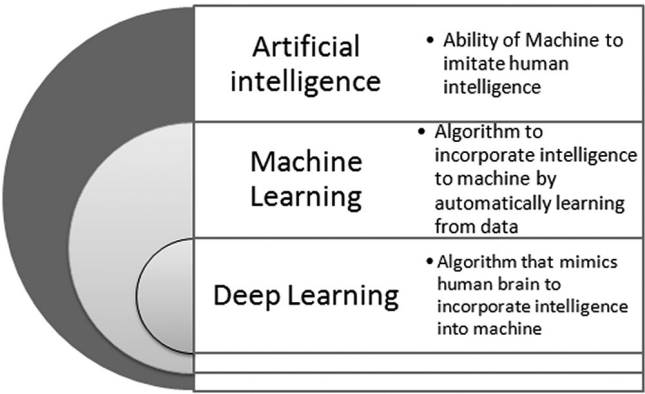 Artificial
intelligence
• Ability of Machine to
imitate human
intelligence
Machine
Learning
• Algorithm to
incorporate intelligence
to machine by
automatically learning
from data
Deep Learning
• Algorithm that mimics
human brain to
incorporate intelligence
into machine